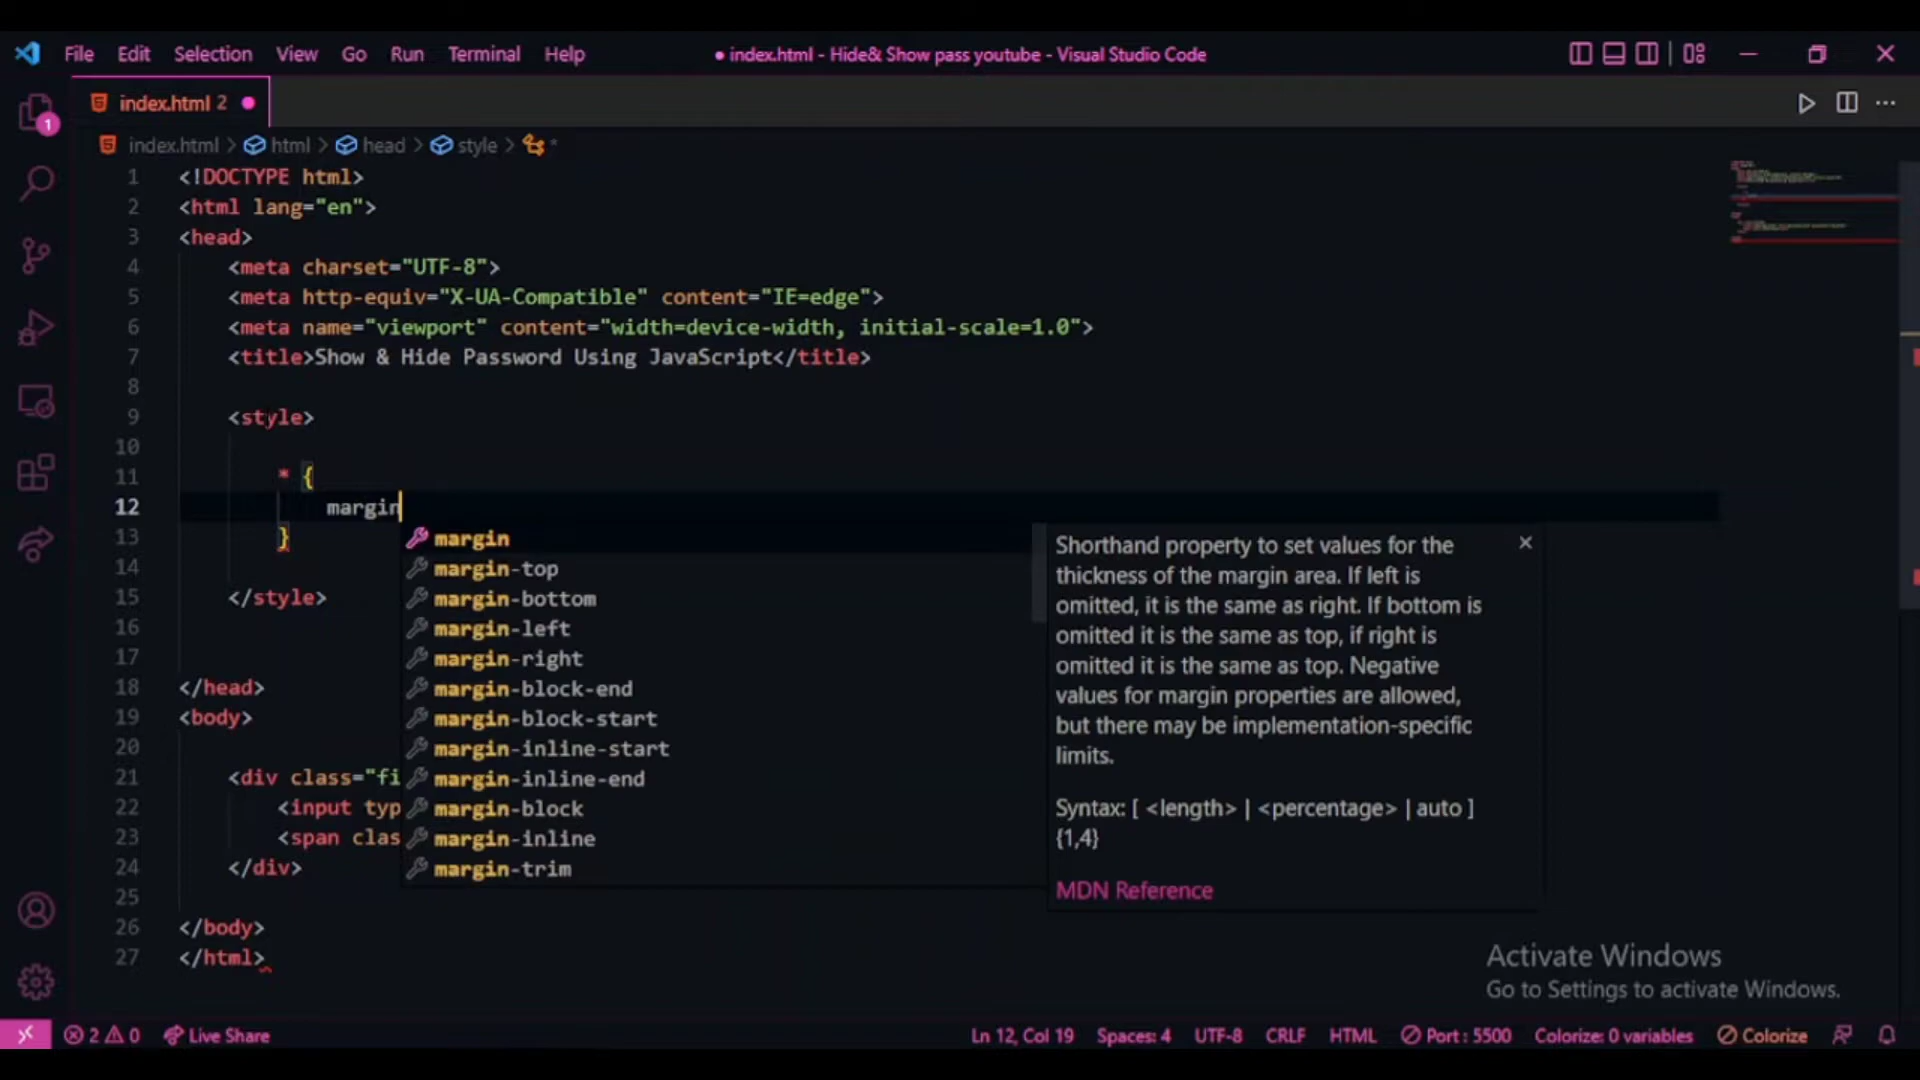 File Edit Selection View Go Run Terminal Help
● index.html - Hide& Show pass youtube - Visual Studio Code
index.html 2 ●
1
index.html > html > head > style > *
1 <!DOCTYPE html>
2 <html lang="en">
3 <head>
4 <meta charset="UTF-8">
5 <meta http-equiv="X-UA-Compatible" content="IE=edge">
6 <meta name="viewport" content="width=device-width, initial-scale=1.0">
7 <title>Show & Hide Password Using JavaScript</title>
8
9 <style>
10
11 * {
12 margin
13 }
14
15 </style>
16
17
18 </head>
19 <body>
20
21 <div class="fi
22 <input typ
23 <span clas
24 </div>
25
26 </body>
27 </html>
margin
margin-top
margin-bottom
margin-left
margin-right
margin-block-end
margin-block-start
margin-inline-start
margin-inline-end
margin-block
margin-inline
margin-trim
Shorthand property to set values for the
thickness of the margin area. If left is
omitted, it is the same as right. If bottom is
omitted it is the same as top, if right is
omitted it is the same as top. Negative
values for margin properties are allowed,
but there may be implementation-specific
limits.
Syntax: [ <length> | <percentage> | auto ]
{1,4}
MDN Reference
Activate Windows
Go to Settings to activate Windows.
2 0 Live Share Ln 12, Col 19 Spaces: 4 UTF-8 CRLF HTML Port : 5500 Colorize: 0 variables Colorize